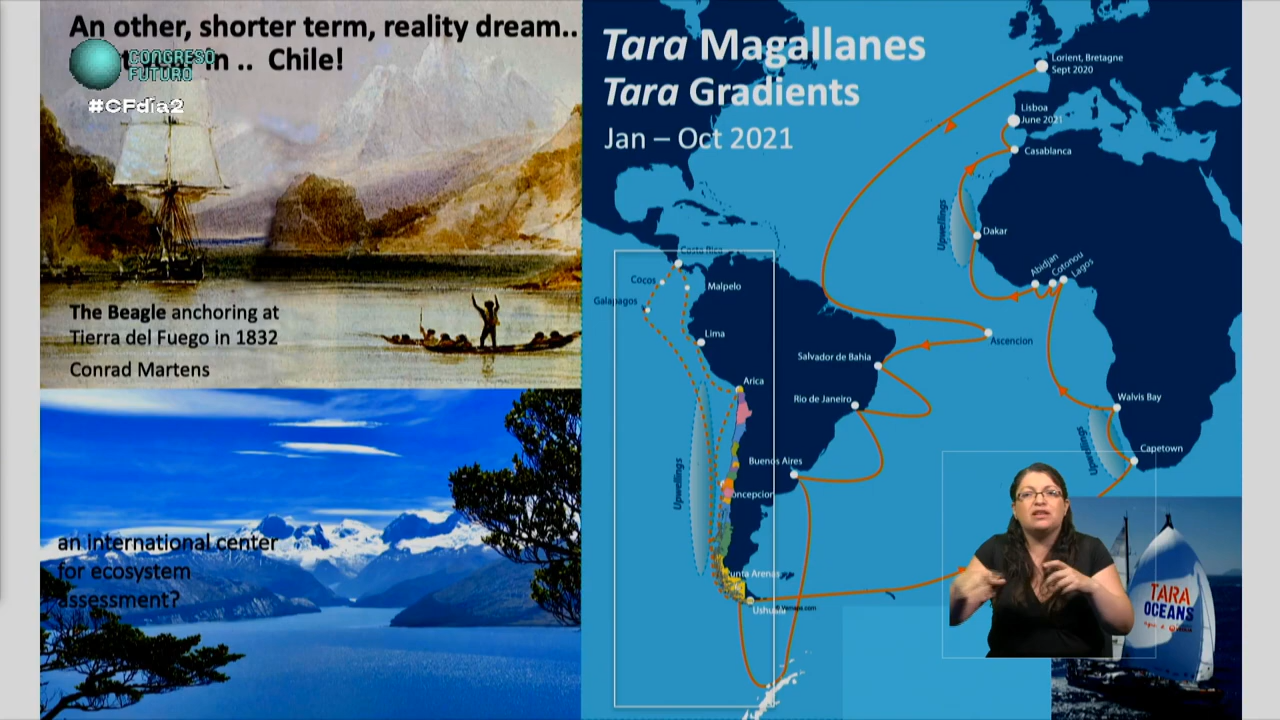 An other, shorter term, reality dream..
.. Chile!
CONGRESO
FUTURO
#CFdía2
The Beagle anchoring at
Tierra del Fuego in 1832
Conrad Martens
an international center
for ecosystem
assessment?
Tara Magallanes
Tara Gradients
Jan – Oct 2021
Lorient, Bretagne
Sept 2020
Lisboa
June 2021
Casablanca
Upwellings
Dakar
Abidjan
Cotonou
Lagos
Costa Rica
Cocos
Malpelo
Galapagos
Lima
Ascencion
Salvador de Bahia
Arica
Rio de Janeiro
Walvis Bay
Buenos Aires
Capetown
Upwellings
Upwellings
Concepcion
Punta Arenas
Ushuaia
TARA
OCEANS